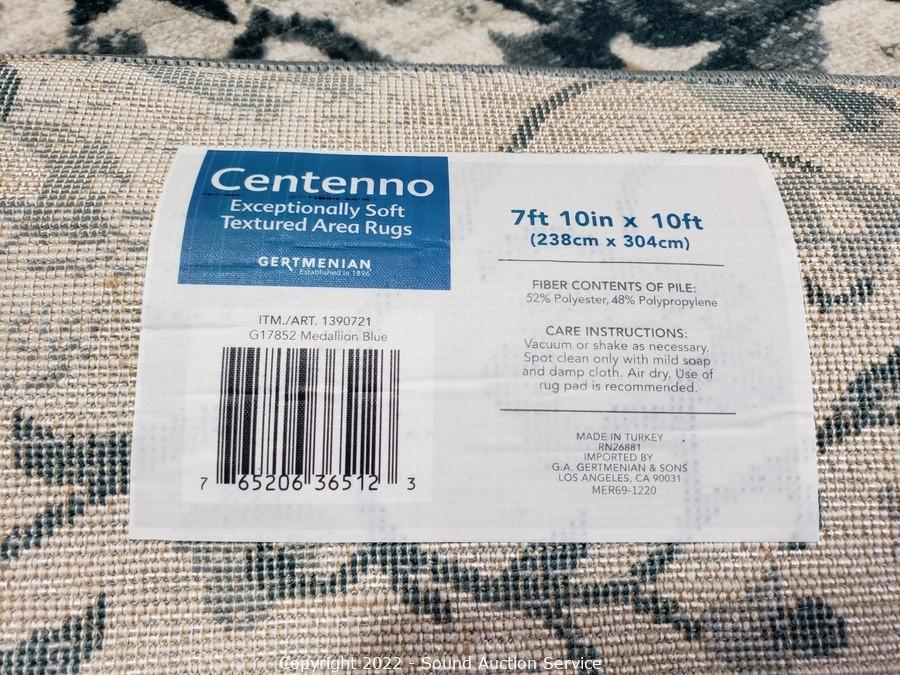 Centenno
Exceptionally Soft
Textured Area Rugs
GERTMENIAN
Established in 1896
ITM./ART. 1390721
G17852 Medallion Blue
7 65206 36512 3
7ft 10in x 10ft
(238cm x 304cm)
FIBER CONTENTS OF PILE:
52% Polyester, 48% Polypropylene
CARE INSTRUCTIONS:
Vacuum or shake as necessary.
Spot clean only with mild soap
and damp cloth. Air dry. Use of
rug pad is recommended.
MADE IN TURKEY
RN26881
IMPORTED BY
G.A. GERTMENIAN & SONS
LOS ANGELES, CA 90031
MER69-1220
Copyright 2022 - Sound Auction Service